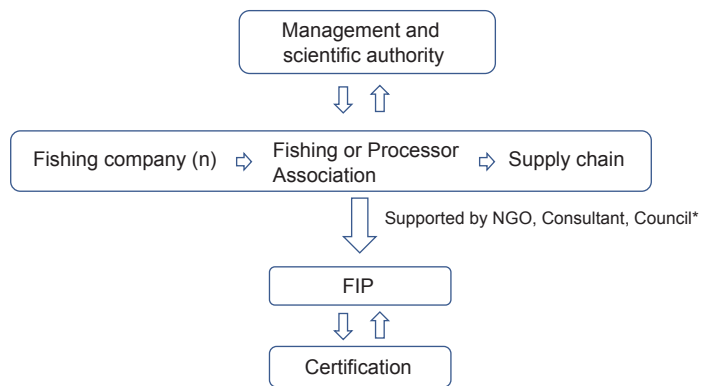 Management and
scientific authority
Fishing company (n)
Fishing or Processor
Association
Supply chain
Supported by NGO, Consultant, Council*
FIP
Certification